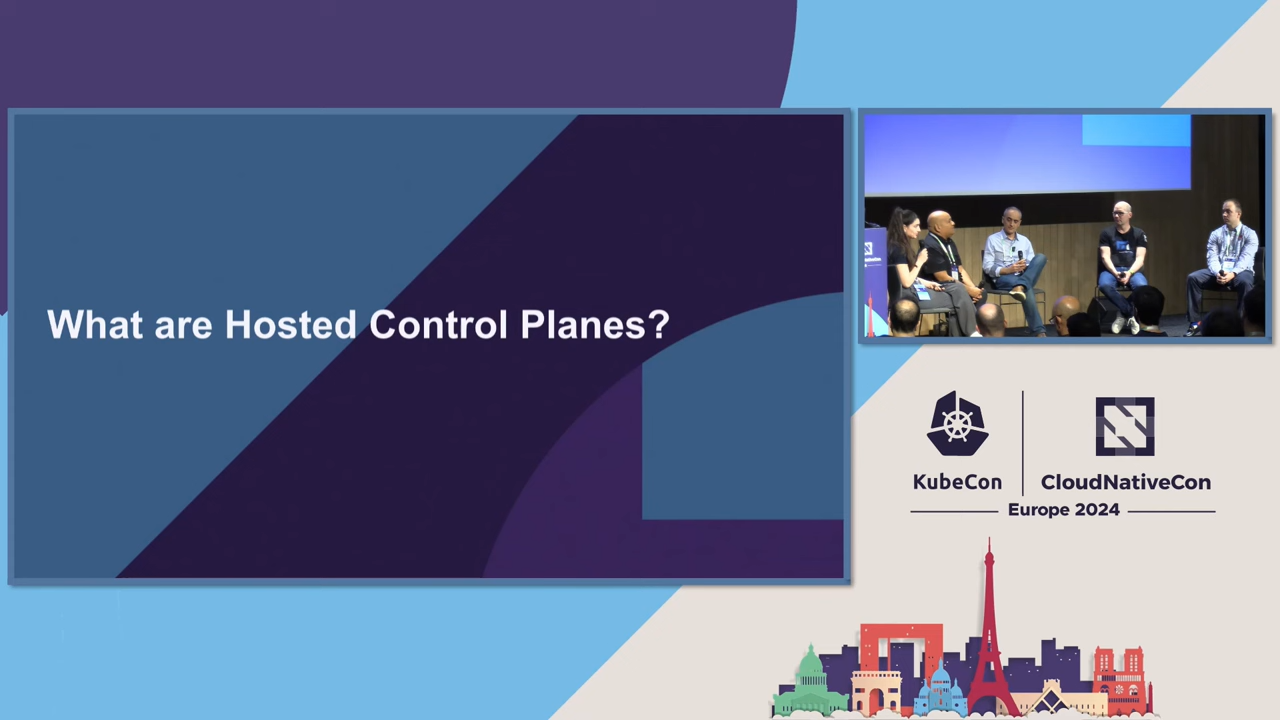 What are Hosted Control Planes?
KubeCon
CloudNativeCon
Europe 2024